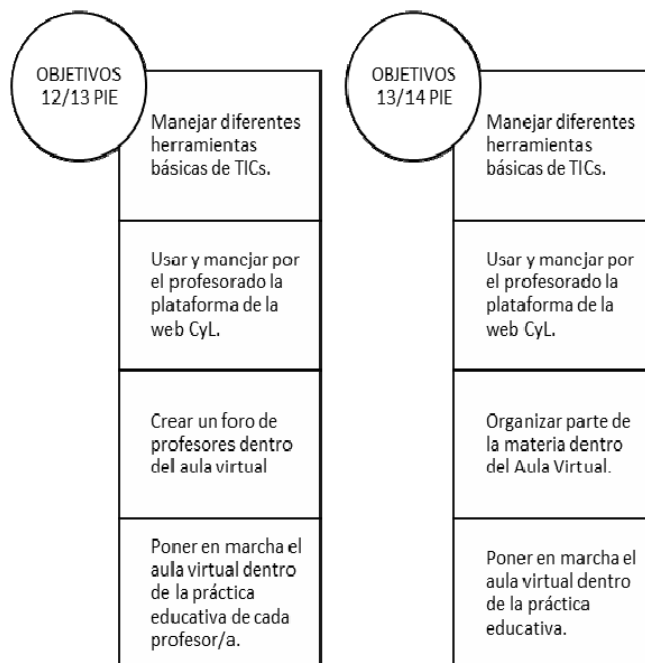 OBJETIVOS
12/13 PIE
Manejar diferentes
herramientas
básicas de TICs.
Usar y manejar por
el profesorado la
plataforma de la
web CyL.
Crear un foro de
profesores dentro
del aula virtual
Poner en marcha el
aula virtual dentro
de la práctica
educativa de cada
profesor/a.
OBJETIVOS
13/14 PIE
Manejar diferentes
herramientas
básicas de TICs.
Usar y manejar por
el profesorado la
plataforma de la
web CyL.
Organizar parte de
la materia dentro
del Aula Virtual.
Poner en marcha el
aula virtual dentro
de la práctica
educativa.